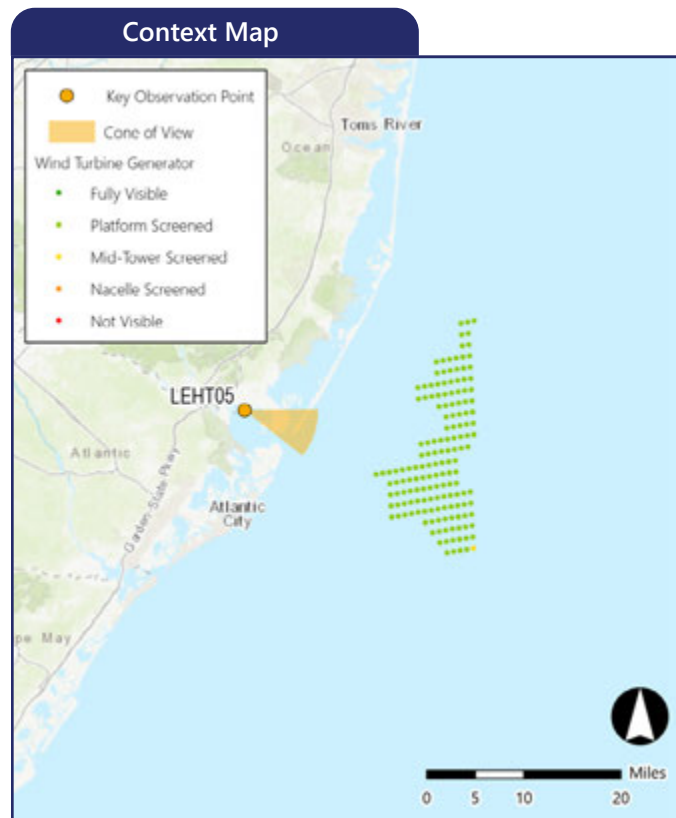 Context Map
Key Observation Point
Cone of View
Wind Turbine Generator
Fully Visible
Platform Screened
Mid-Tower Screened
Nacelle Screened
Not Visible
Toms River
Ocean
LEHT05
Atlantic
Garden State Pkwy
Atlantic
City
pe May
Miles
0 5 10 20